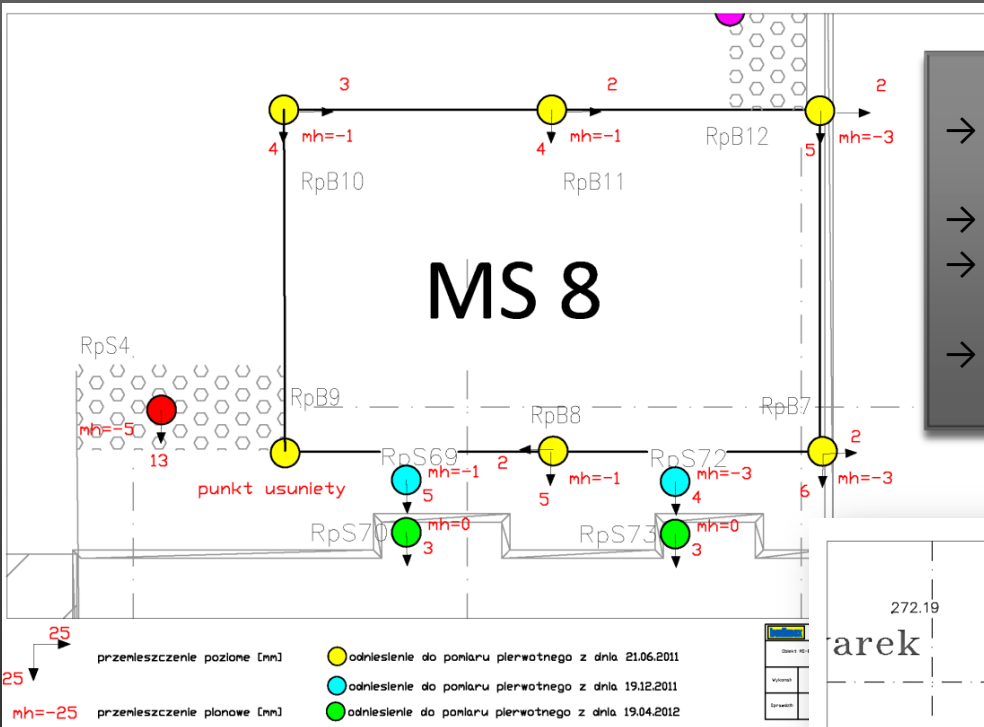 3 2 2
4 mh=-1 4 mh=-1 5 mh=-3
RpB12
RpB10 RpB11
MS 8
RpS4
RpB9 RpB8 RpB7
mh=-5
13
RpS69 2 RpS72 2
mh=-1 mh=-1 mh=-3 mh=-3
punkt usuniety 5 5 4 6
RpS70 mh=0 RpS73 mh=0
3 3
272.19
arek
25
przemieszczenie poziome [mm] odniesienie do pomiaru pierwotnego z dnia 21.06.2011
25
odniesienie do pomiaru pierwotnego z dnia 19.12.2011
mh=-25 przemieszczenie pionowe [mm] odniesienie do pomiaru pierwotnego z dnia 19.04.2012